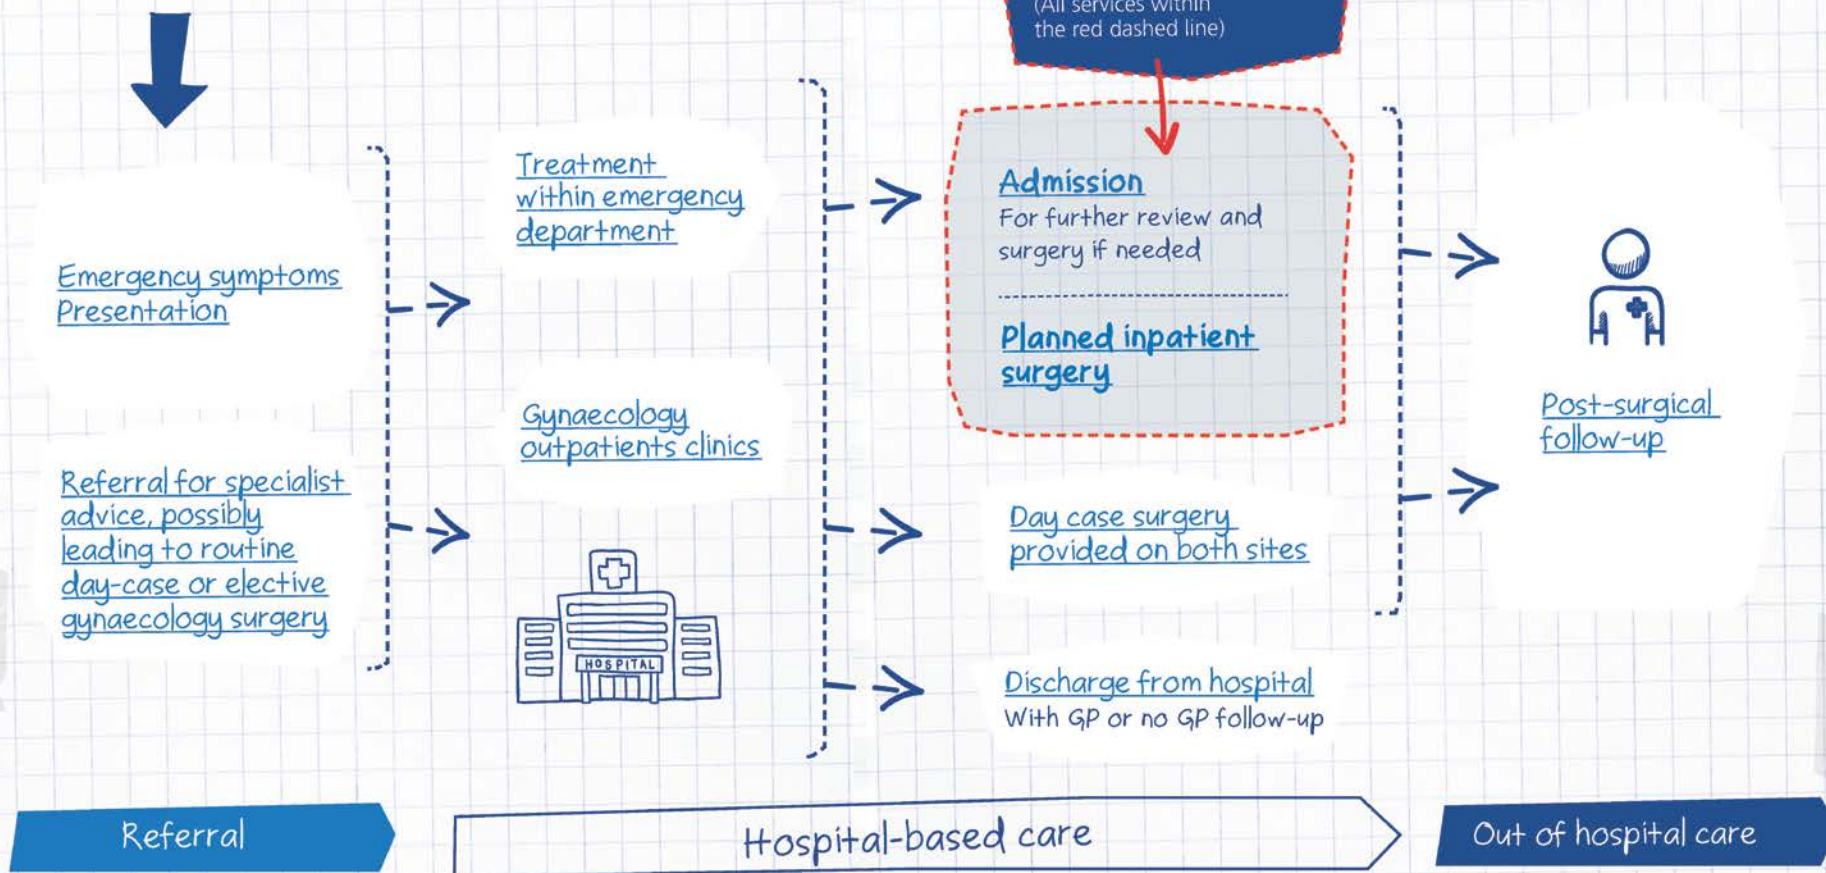 (All services within
the red dashed line)
Emergency symptoms
Presentation
Referral for specialist
advice, possibly
leading to routine
day-case or elective
gynaecology surgery
Treatment
within emergency
department
Gynaecology
outpatients clinics
HOSPITAL
Admission
For further review and
surgery if needed
Planned inpatient
surgery
Day case surgery
provided on both sites
Discharge from hospital
With GP or no GP follow-up
Post-surgical
follow-up
Referral
Hospital-based care
Out of hospital care